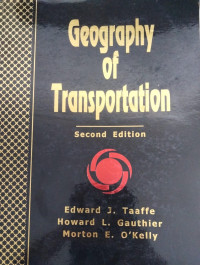 Geography
of
Transportation
Second Edition
Edward J. Taaffe
Howard L. Gauthier
Morton E. O'Kelly